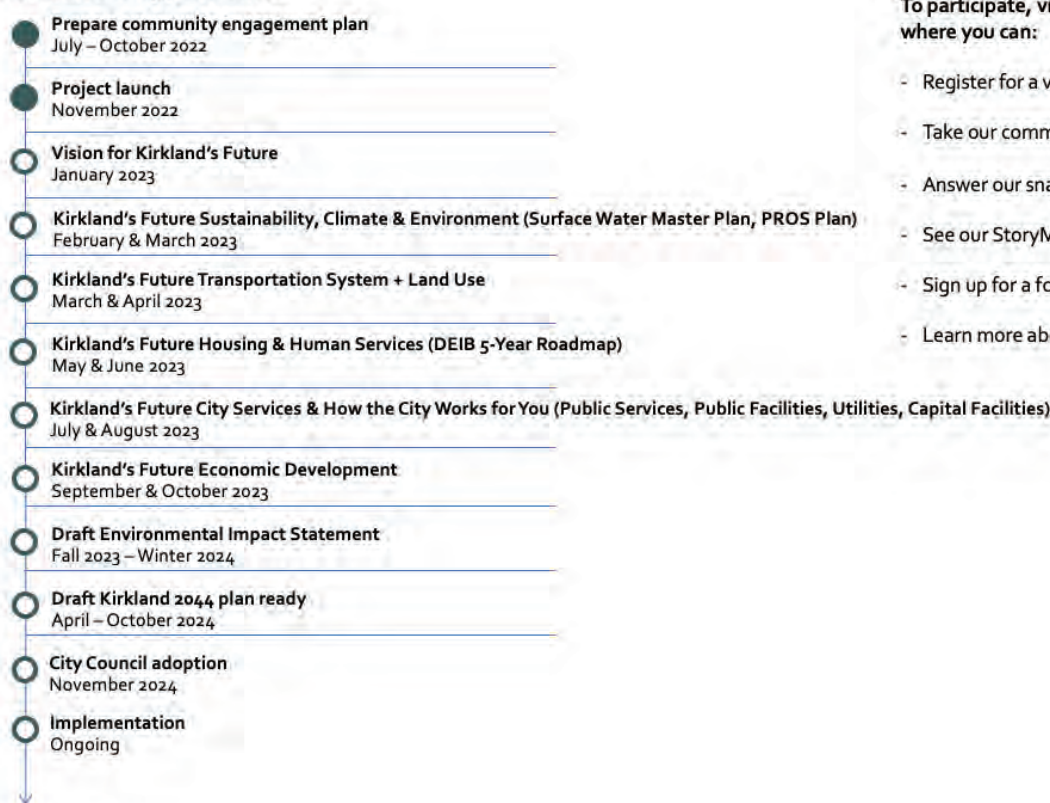 Prepare community engagement plan
July – October 2022
Project launch
November 2022
Vision for Kirkland's Future
January 2023
Kirkland's Future Sustainability, Climate & Environment (Surface Water Master Plan, PROS Plan)
February & March 2023
Kirkland's Future Transportation System + Land Use
March & April 2023
Kirkland's Future Housing & Human Services (DEIB 5-Year Roadmap)
May & June 2023
Kirkland's Future City Services & How the City Works for You (Public Services, Public Facilities, Utilities, Capital Facilities)
July & August 2023
Kirkland's Future Economic Development
September & October 2023
Draft Environmental Impact Statement
Fall 2023 – Winter 2024
Draft Kirkland 2044 plan ready
April – October 2024
City Council adoption
November 2024
Implementation
Ongoing
To participate,
where you can:
- Register for a
- Take our
- Answer our
- See our
- Sign up for a
- Learn more